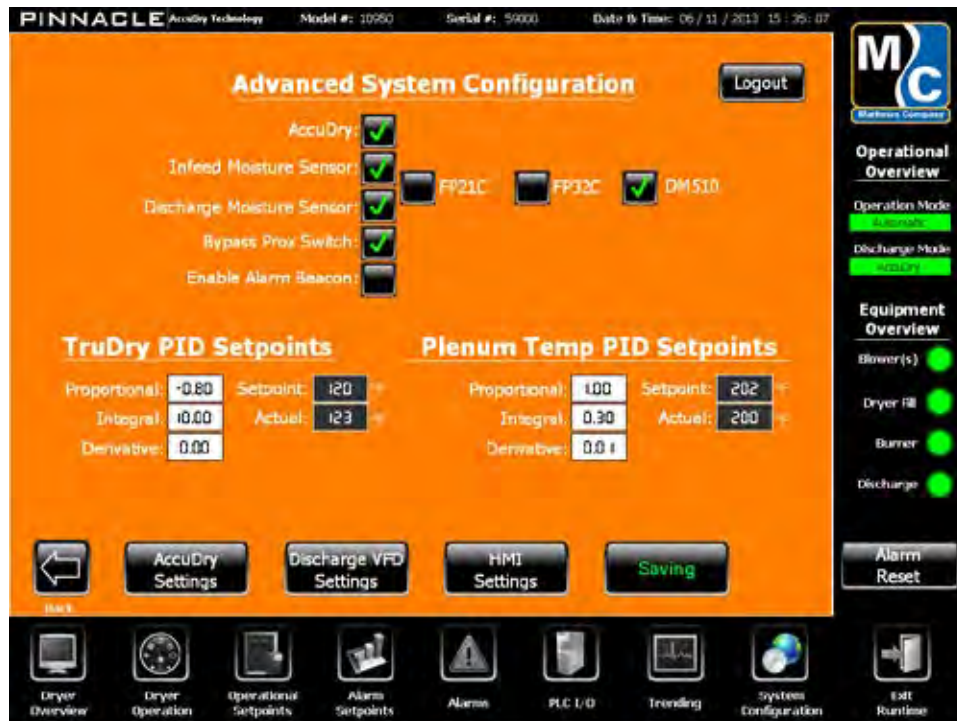 PINNACLE AccuDry Technology Model #: 10950 Serial #: 59000 Date & Time: 06 / 11 / 2013 15 : 35 : 07
MC
Mathews Company
Advanced System Configuration
Logout
AccuDry:
Infeed Moisture Sensor:
FP21C FP32C DM510
Discharge Moisture Sensor:
Bypass Prox Switch:
Enable Alarm Beacon:
TruDry PID Setpoints
Proportional: -0.80 Setpoint: 120 °F
Integral: 10.00 Actual: 123 °F
Derivative: 0.00
Plenum Temp PID Setpoints
Proportional: 1.00 Setpoint: 202 °F
Integral: 0.30 Actual: 200 °F
Derivative: 0.01
Operational
Overview
Operation Mode
Automatic
Discharge Mode
AccuDry
Equipment
Overview
Blower(s)
Dryer Fill
Burner
Discharge
Back
AccuDry
Settings
Discharge VFD
Settings
HMI
Settings
Saving
Alarm
Reset
Dryer
Overview
Dryer
Operation
Operational
Setpoints
Alarm
Setpoints
Alarms
PLC I/O
Trending
System
Configuration
Exit
Runtime